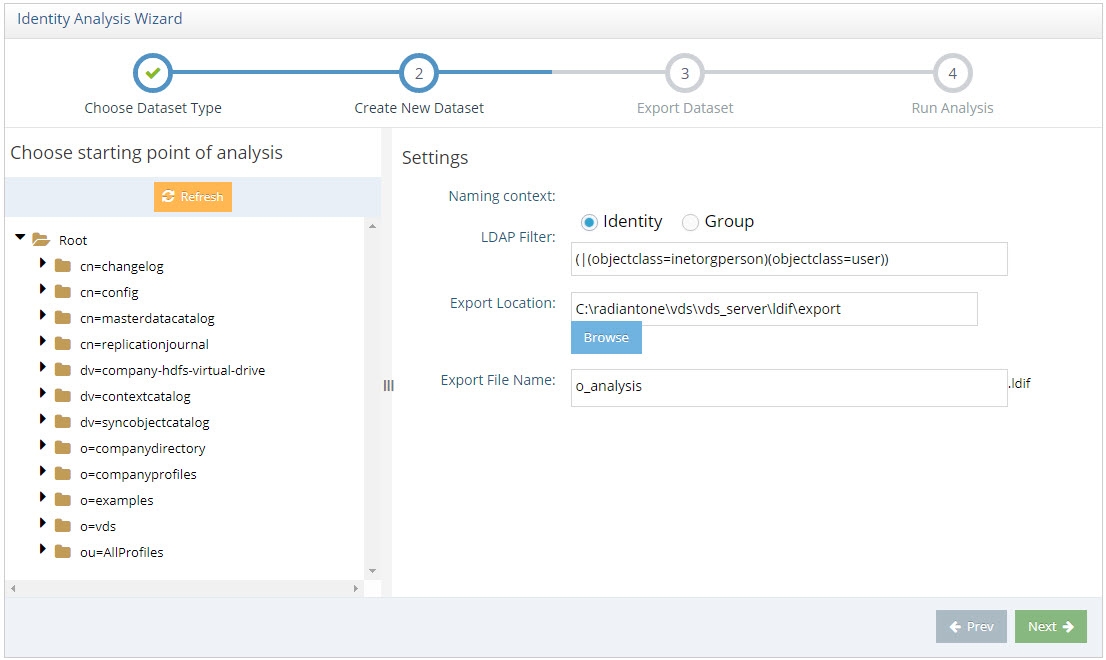 Identity Analysis Wizard
2
3
4
Choose Dataset Type
Create New Dataset
Export Dataset
Run Analysis
Choose starting point of analysis
Refresh
Root
cn=changelog
cn=config
cn=masterdatacatalog
cn=replicationjournal
dv=company-hdfs-virtual-drive
dv=contextcatalog
dv=syncobjectcatalog
o=companydirectory
o=companyprofiles
o=examples
o=vds
ou=AllProfiles
Settings
Naming context:
Identity
Group
LDAP Filter:
(|(objectclass=inetorgperson)(objectclass=user))
Export Location:
C:\radiantone\vds\vds_server\ldif\export
Browse
Export File Name:
o_analysis
.ldif
Prev
Next